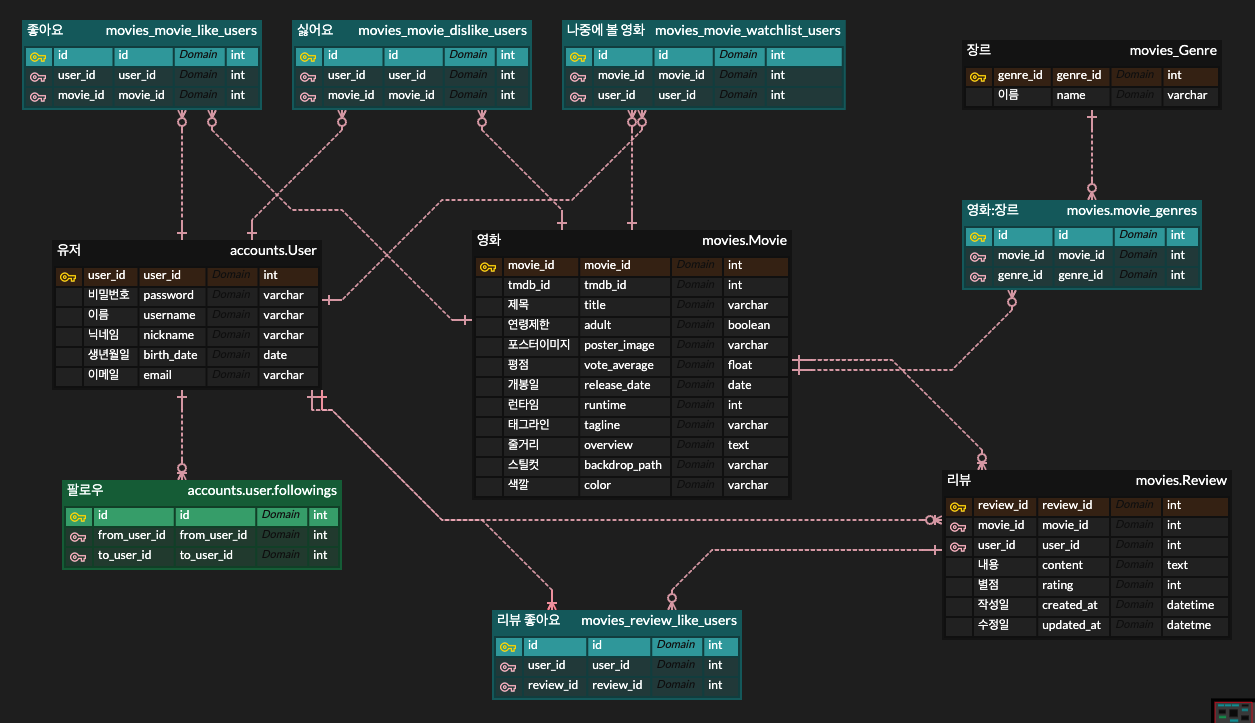 좋아요 movies_movie_like_users
id id Domain int
user_id user_id Domain int
movie_id movie_id Domain int
싫어요 movies_movie_dislike_users
id id Domain int
user_id user_id Domain int
movie_id movie_id Domain int
나중에 볼 영화 movies_movie_watchlist_users
id id Domain int
movie_id movie_id Domain int
user_id user_id Domain int
장르 movies_Genre
genre_id genre_id Domain int
이름 name Domain varchar
영화:장르 movies.movie_genres
id id Domain int
movie_id movie_id Domain int
genre_id genre_id Domain int
유저 accounts.User
user_id user_id Domain int
비밀번호 password Domain varchar
이름 username Domain varchar
닉네임 nickname Domain varchar
생년월일 birth_date Domain date
이메일 email Domain varchar
영화 movies.Movie
movie_id movie_id Domain int
tmdb_id tmdb_id Domain int
제목 title Domain varchar
연령제한 adult Domain boolean
포스터이미지 poster_image Domain varchar
평점 vote_average Domain float
개봉일 release_date Domain date
런타임 runtime Domain int
태그라인 tagline Domain varchar
줄거리 overview Domain text
스틸컷 backdrop_path Domain varchar
색깔 color Domain varchar
팔로우 accounts.user.followings
id id Domain int
from_user_id from_user_id Domain int
to_user_id to_user_id Domain int
리뷰 movies.Review
review_id review_id Domain int
movie_id movie_id Domain int
user_id user_id Domain int
내용 content Domain text
별점 rating Domain int
작성일 created_at Domain datetime
수정일 updated_at Domain datetme
리뷰 좋아요 movies_review_like_users
id id Domain int
user_id user_id Domain int
review_id review_id Domain int